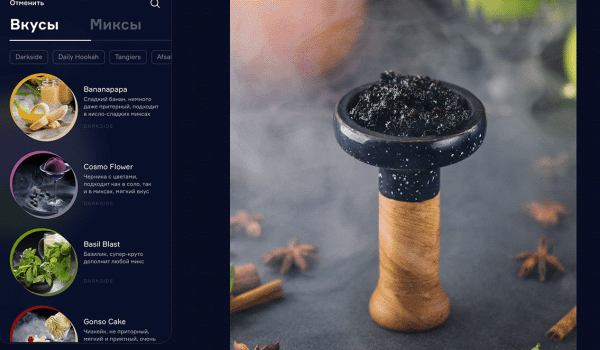 Отменить
Вкусы Миксы
Darkside Daily Hookah Tangiers Afsa
Bananapapa
Сладкий банан, немного
даже приторный, подходит
в кисло-сладких миксах
DARKSIDE
Cosmo Flower
Черника с цветами,
подходит как в соло, так
и в миксах, мягкий вкус
DARKSIDE
Basil Blast
Базилик, супер-круто
дополнит любой микс
DARKSIDE
Gonso Cake
Чизкейк, не приторный,
мягкий и приятный, очень